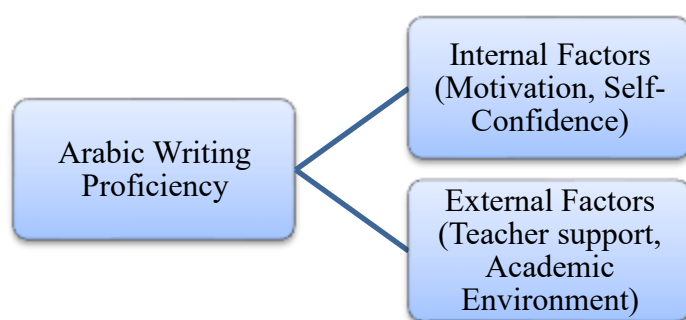 Arabic Writing
Proficiency
Internal Factors
(Motivation, Self-
Confidence)
External Factors
(Teacher support,
Academic
Environment)